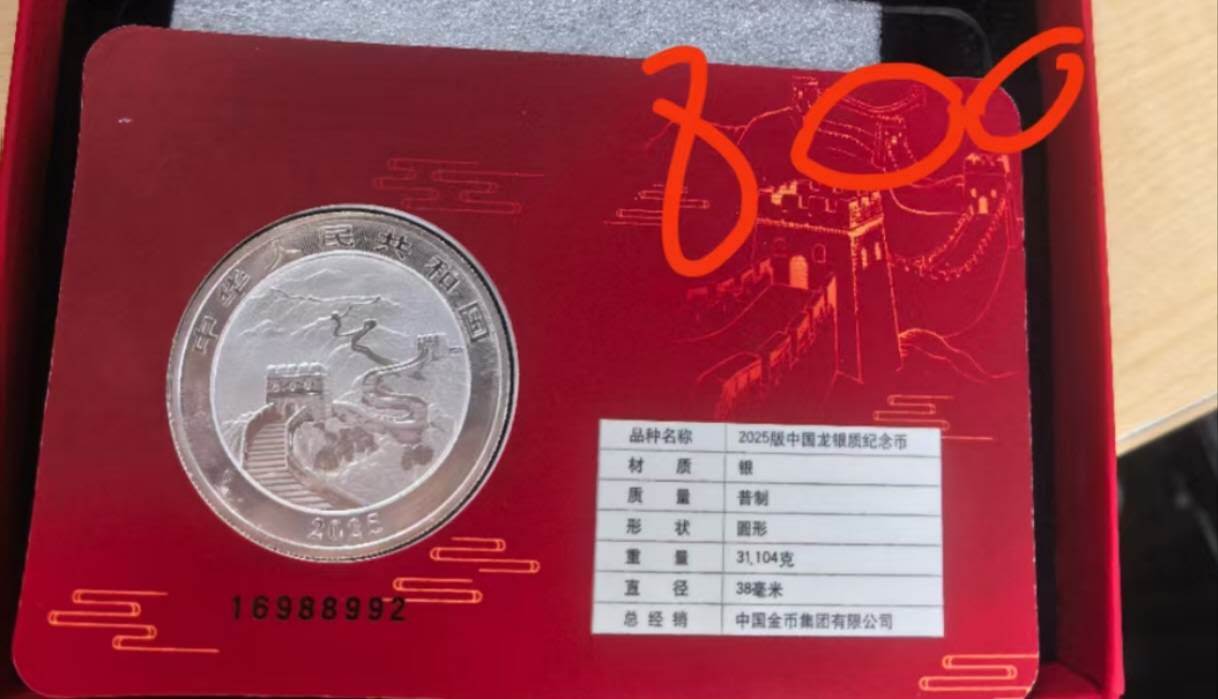 800
中华人民共和国
2025
16988992
品种名称 2025版中国龙银质纪念币
材 质 银
质 量 普制
形 状 圆形
重 量 31.104克
直 径 38毫米
总经销 中国金币集团有限公司